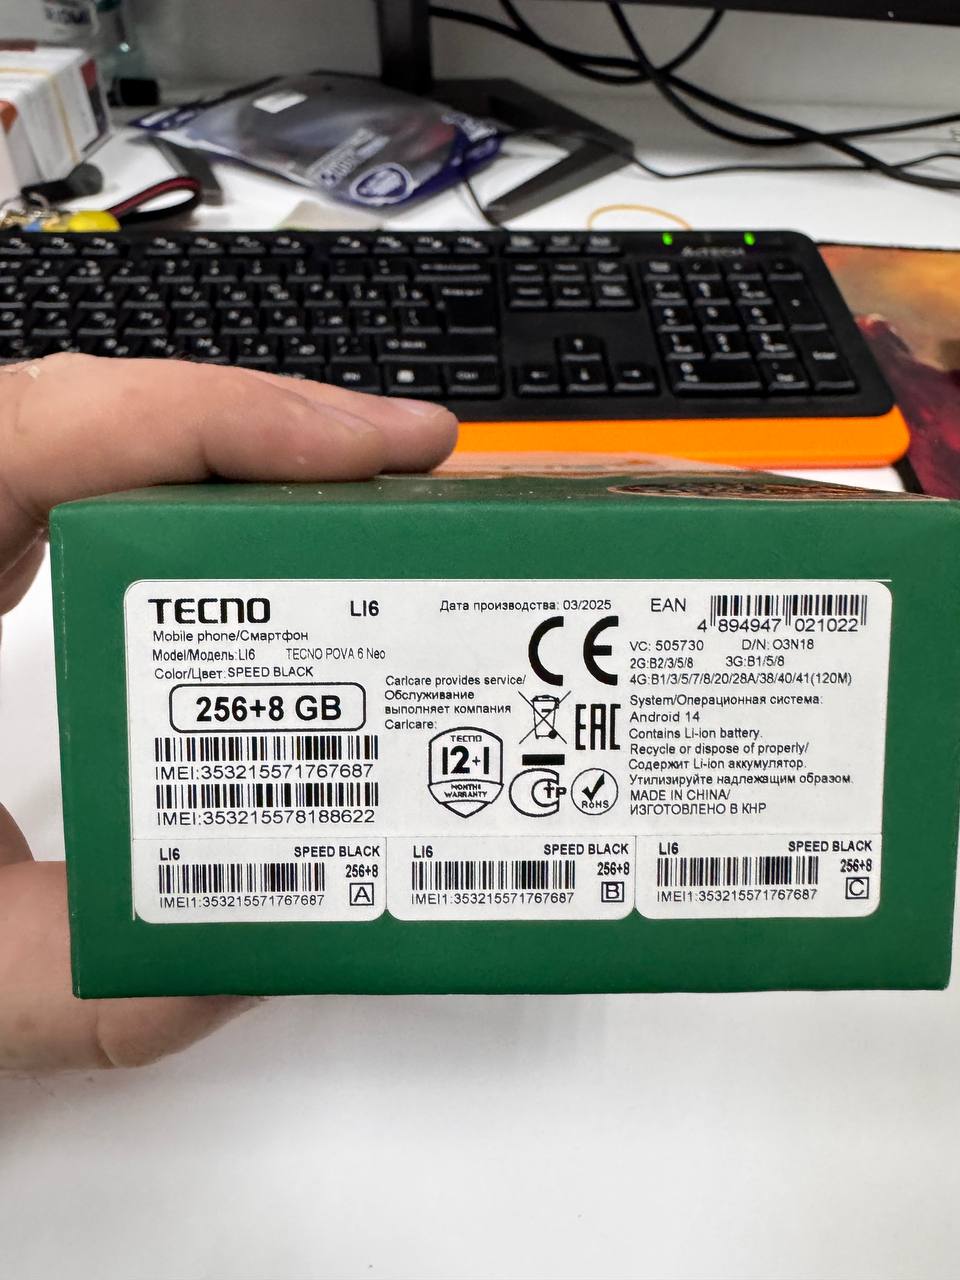 A4TECH
TECNO
LI6
Дата производства: 03/2025
EAN
4 894947 021022
Mobile phone/Смартфон
Model/Модель:LI6 TECNO POVA 6 Neo
Color/Цвет:SPEED BLACK
256+8 GB
IMEI:353215571767687
IMEI:353215578188622
Carlcare provides service/
Обслуживание
выполняет компания
Carlcare:
TECNO
12+1
MONTHS
WARRANTY
CE
EAC
RoHS
VC: 505730 D/N: O3N18
2G:B2/3/5/8 3G:B1/5/8
4G:B1/3/5/7/8/20/28A/38/40/41(120M)
System/Операционная система:
Android 14
Contains Li-ion battery.
Recycle or dispose of properly/
Содержит Li-ion аккумулятор.
Утилизируйте надлежащим образом.
MADE IN CHINA/
ИЗГОТОВЛЕНО В КНР
LI6 SPEED BLACK
256+8
IMEI1:353215571767687
A
LI6 SPEED BLACK
256+8
IMEI1:353215571767687
B
LI6 SPEED BLACK
256+8
IMEI1:353215571767687
C